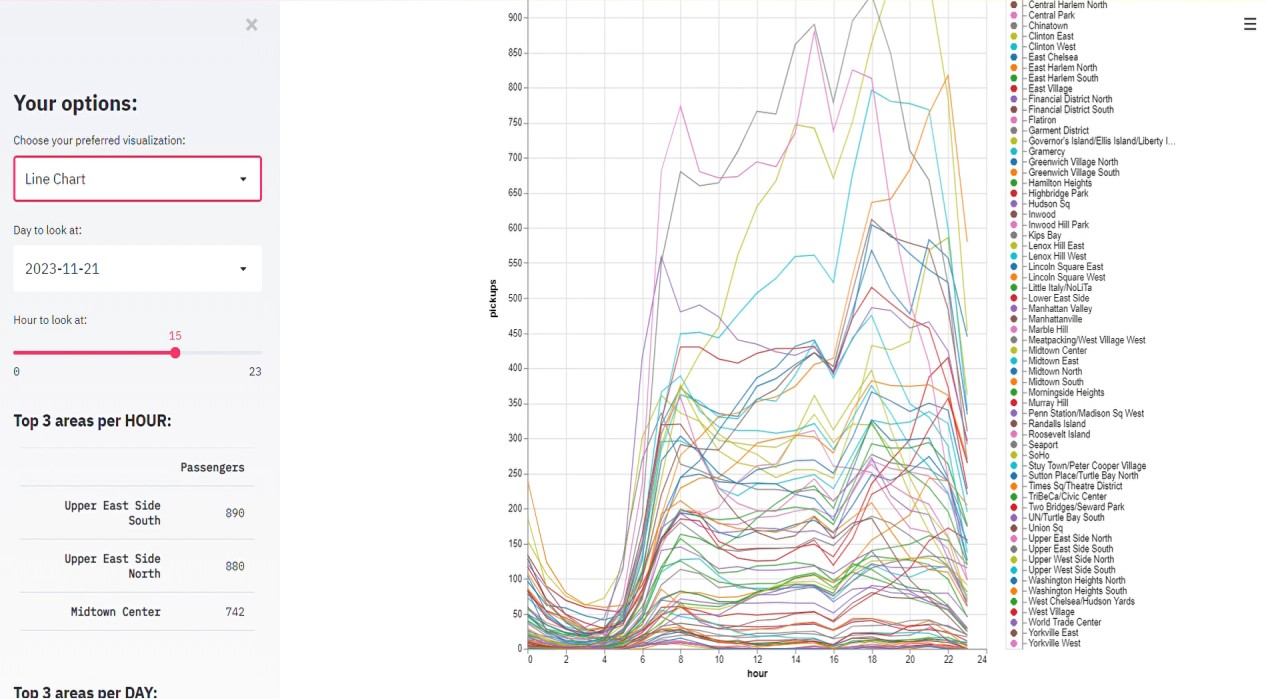 ×
Your options:
Choose your preferred visualization:
Line Chart
Day to look at:
2023-11-21
Hour to look at:
15
0
23
Top 3 areas per HOUR:
Passengers
Upper East Side
South
890
Upper East Side
North
880
Midtown Center
742
Top 3 areas per DAY:
pickups
900
850
800
750
700
650
600
550
500
450
400
350
300
250
200
150
100
50
0
0
2
4
6
8
10
12
14
16
18
20
22
24
hour
Central Harlem North
Central Park
Chinatown
Clinton East
Clinton West
East Chelsea
East Harlem North
East Harlem South
East Village
Financial District North
Financial District South
Flatiron
Garment District
Governor's Island/Ellis Island/Liberty I...
Gramercy
Greenwich Village North
Greenwich Village South
Hamilton Heights
Highbridge Park
Hudson Sq
Inwood
Inwood Hill Park
Kips Bay
Lenox Hill East
Lenox Hill West
Lincoln Square East
Lincoln Square West
Little Italy/NoLiTa
Lower East Side
Manhattan Valley
Manhattanville
Marble Hill
Meatpacking/West Village West
Midtown Center
Midtown East
Midtown North
Midtown South
Morningside Heights
Murray Hill
Penn Station/Madison Sq West
Randalls Island
Roosevelt Island
Seaport
SoHo
Stuy Town/Peter Cooper Village
Sutton Place/Turtle Bay North
Times Sq/Theatre District
TriBeCa/Civic Center
Two Bridges/Seward Park
UN/Turtle Bay South
Union Sq
Upper East Side North
Upper East Side South
Upper West Side North
Upper West Side South
Washington Heights North
Washington Heights South
West Chelsea/Hudson Yards
West Village
World Trade Center
Yorkville East
Yorkville West